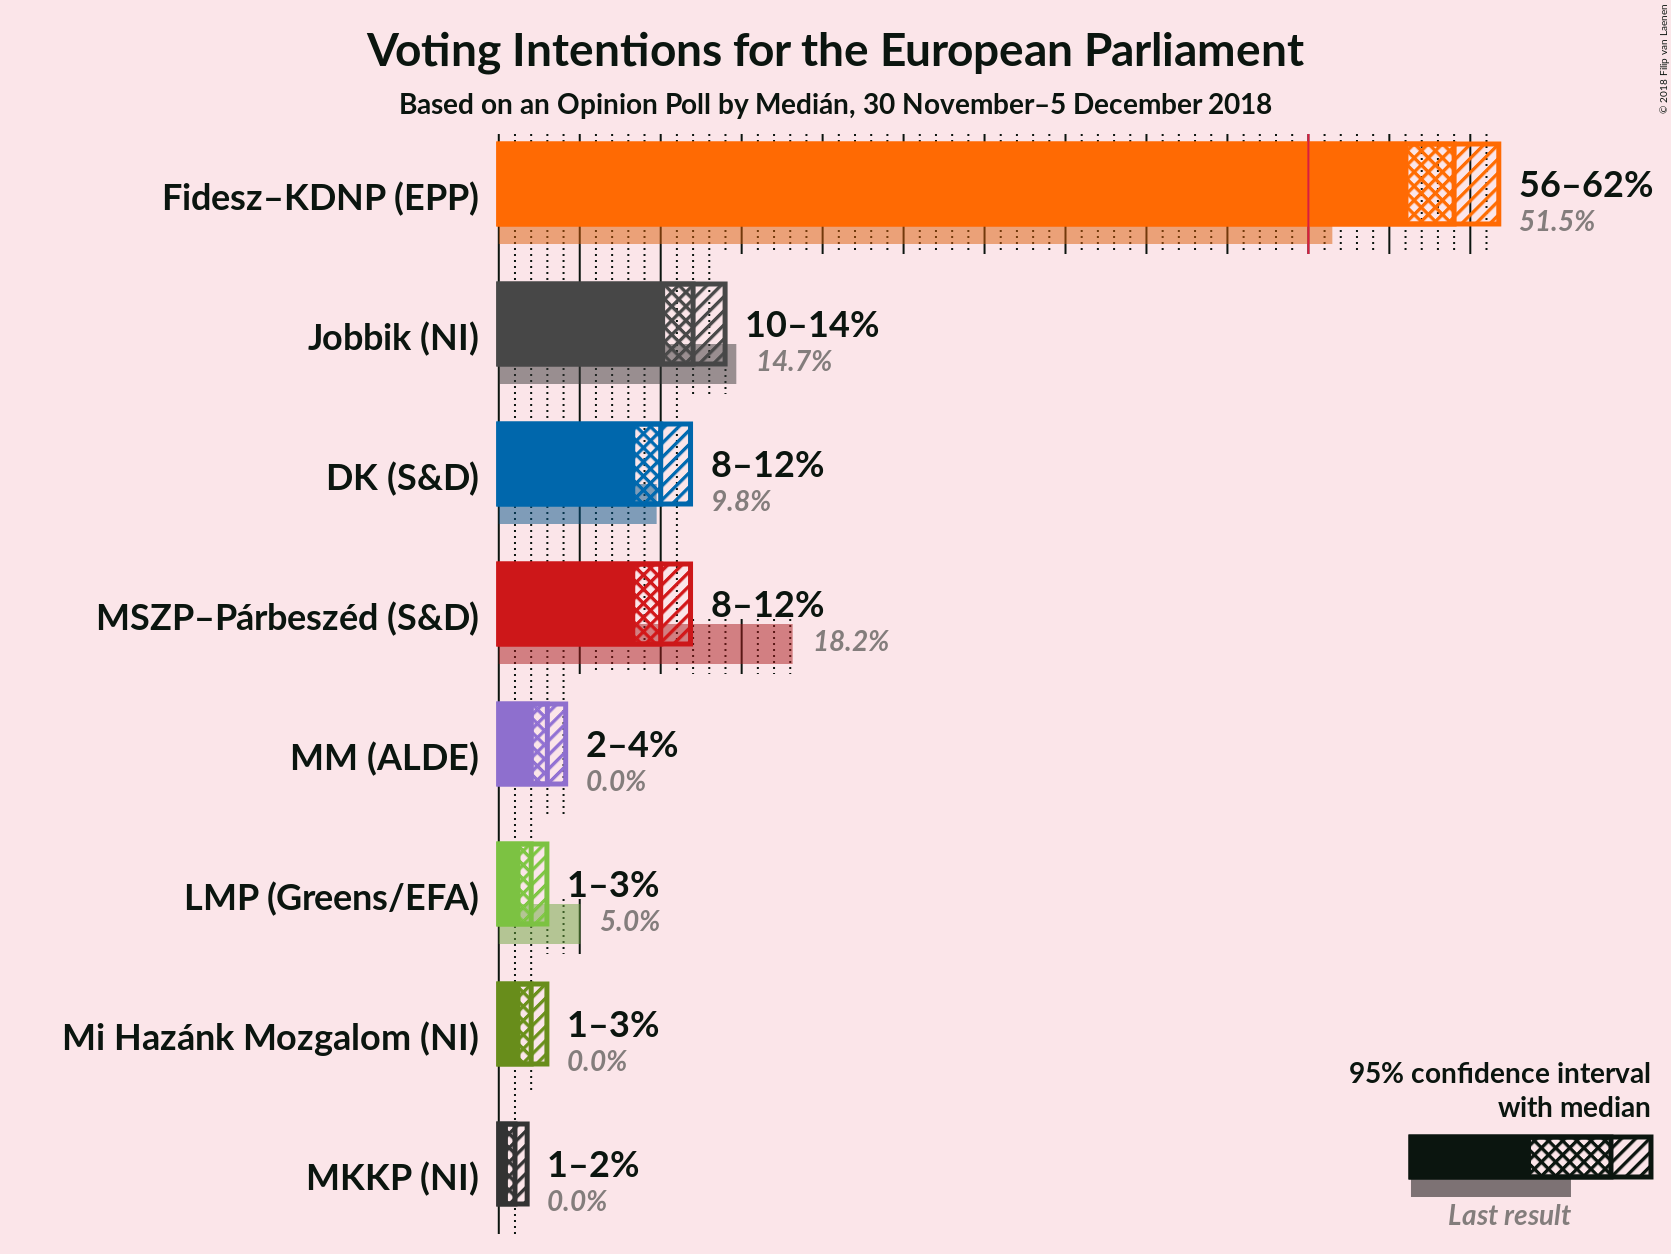 Voting Intentions for the European Parliament
Based on an Opinion Poll by Medián, 30 November–5 December 2018
© 2018 Filip van Laenen
Fidesz–KDNP (EPP)
56–62%
51.5%
Jobbik (NI)
10–14%
14.7%
DK (S&D)
8–12%
9.8%
MSZP–Párbeszéd (S&D)
8–12%
18.2%
MM (ALDE)
2–4%
0.0%
LMP (Greens/EFA)
1–3%
5.0%
Mi Hazánk Mozgalom (NI)
1–3%
0.0%
MKKP (NI)
1–2%
0.0%
95% confidence interval
with median
Last result